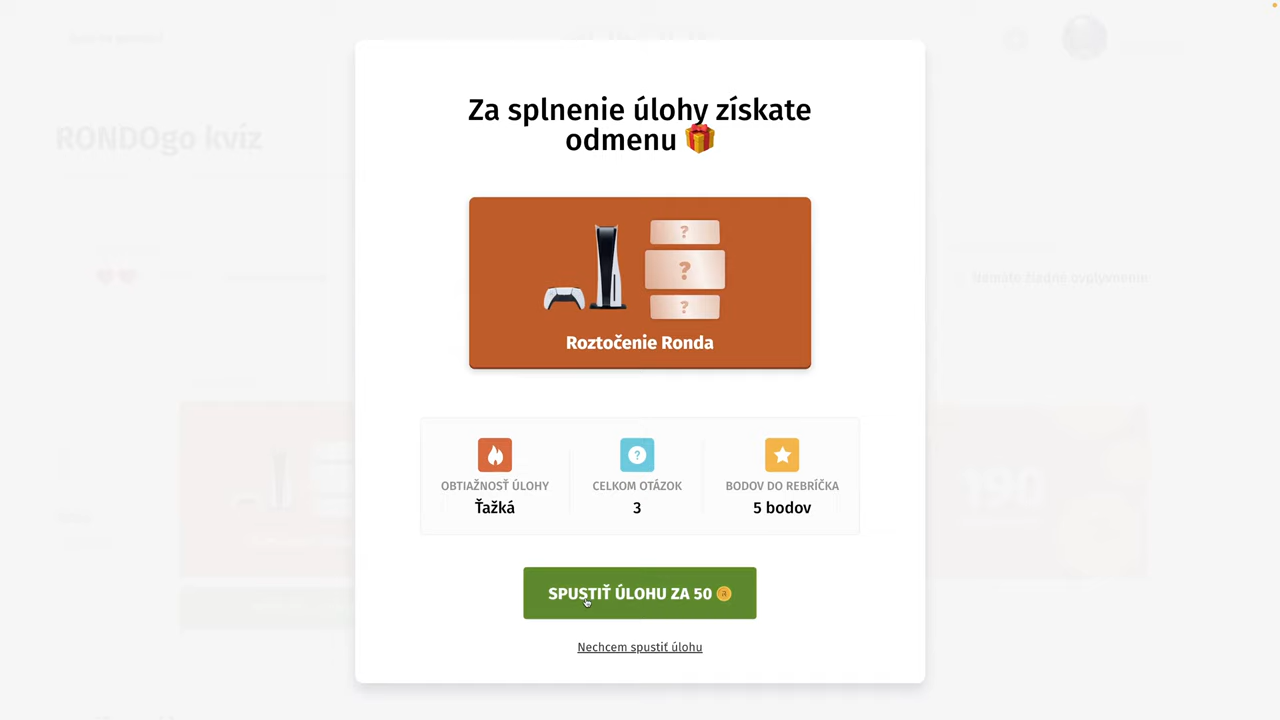 RONDOgo kvíz
Za splnenie úlohy získate
odmenu
?
?
?
Roztočenie Ronda
OBTIAŽNOSŤ ÚLOHY
Ťažká
CELKOM OTÁZOK
3
BODOV DO REBRÍČKA
5 bodov
SPUSTIŤ ÚLOHU ZA 50
Nechcem spustiť úlohu
190